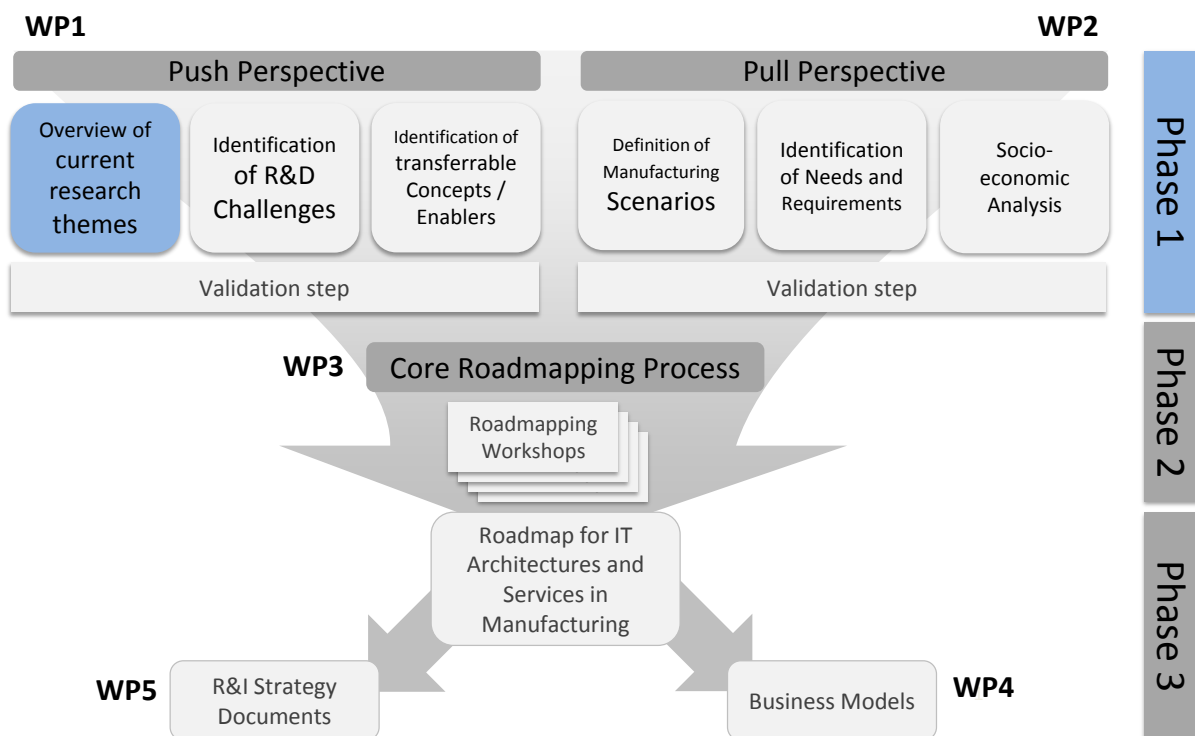 WP1
WP2
Push Perspective
Pull Perspective
Overview of
current
research
themes
Identification
of R&D
Challenges
Identification of
transferrable
Concepts /
Enablers
Definition of
Manufacturing
Scenarios
Identification
of Needs and
Requirements
Socio-
economic
Analysis
Phase 1
Validation step
Validation step
WP3
Core Roadmapping Process
Roadmapping
Workshops
Phase 2
Roadmap for IT
Architectures and
Services in
Manufacturing
Phase 3
WP5
R&I Strategy
Documents
Business Models
WP4